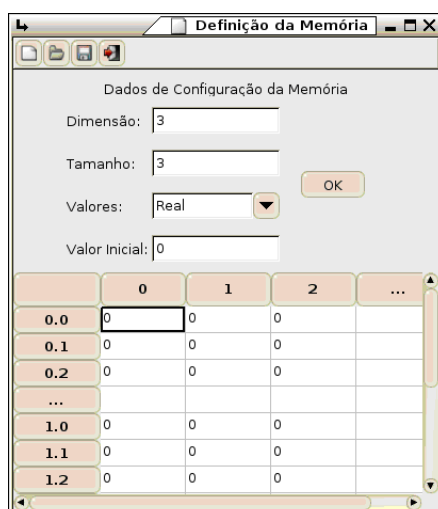 Definição da Memória
Dados de Configuração da Memória
Dimensão: 3
Tamanho: 3
OK
Valores: Real
Valor Inicial: 0
0 1 2 ...
0.0 0 0 0
0.1 0 0 0
0.2 0 0 0
...
1.0 0 0 0
1.1 0 0 0
1.2 0 0 0